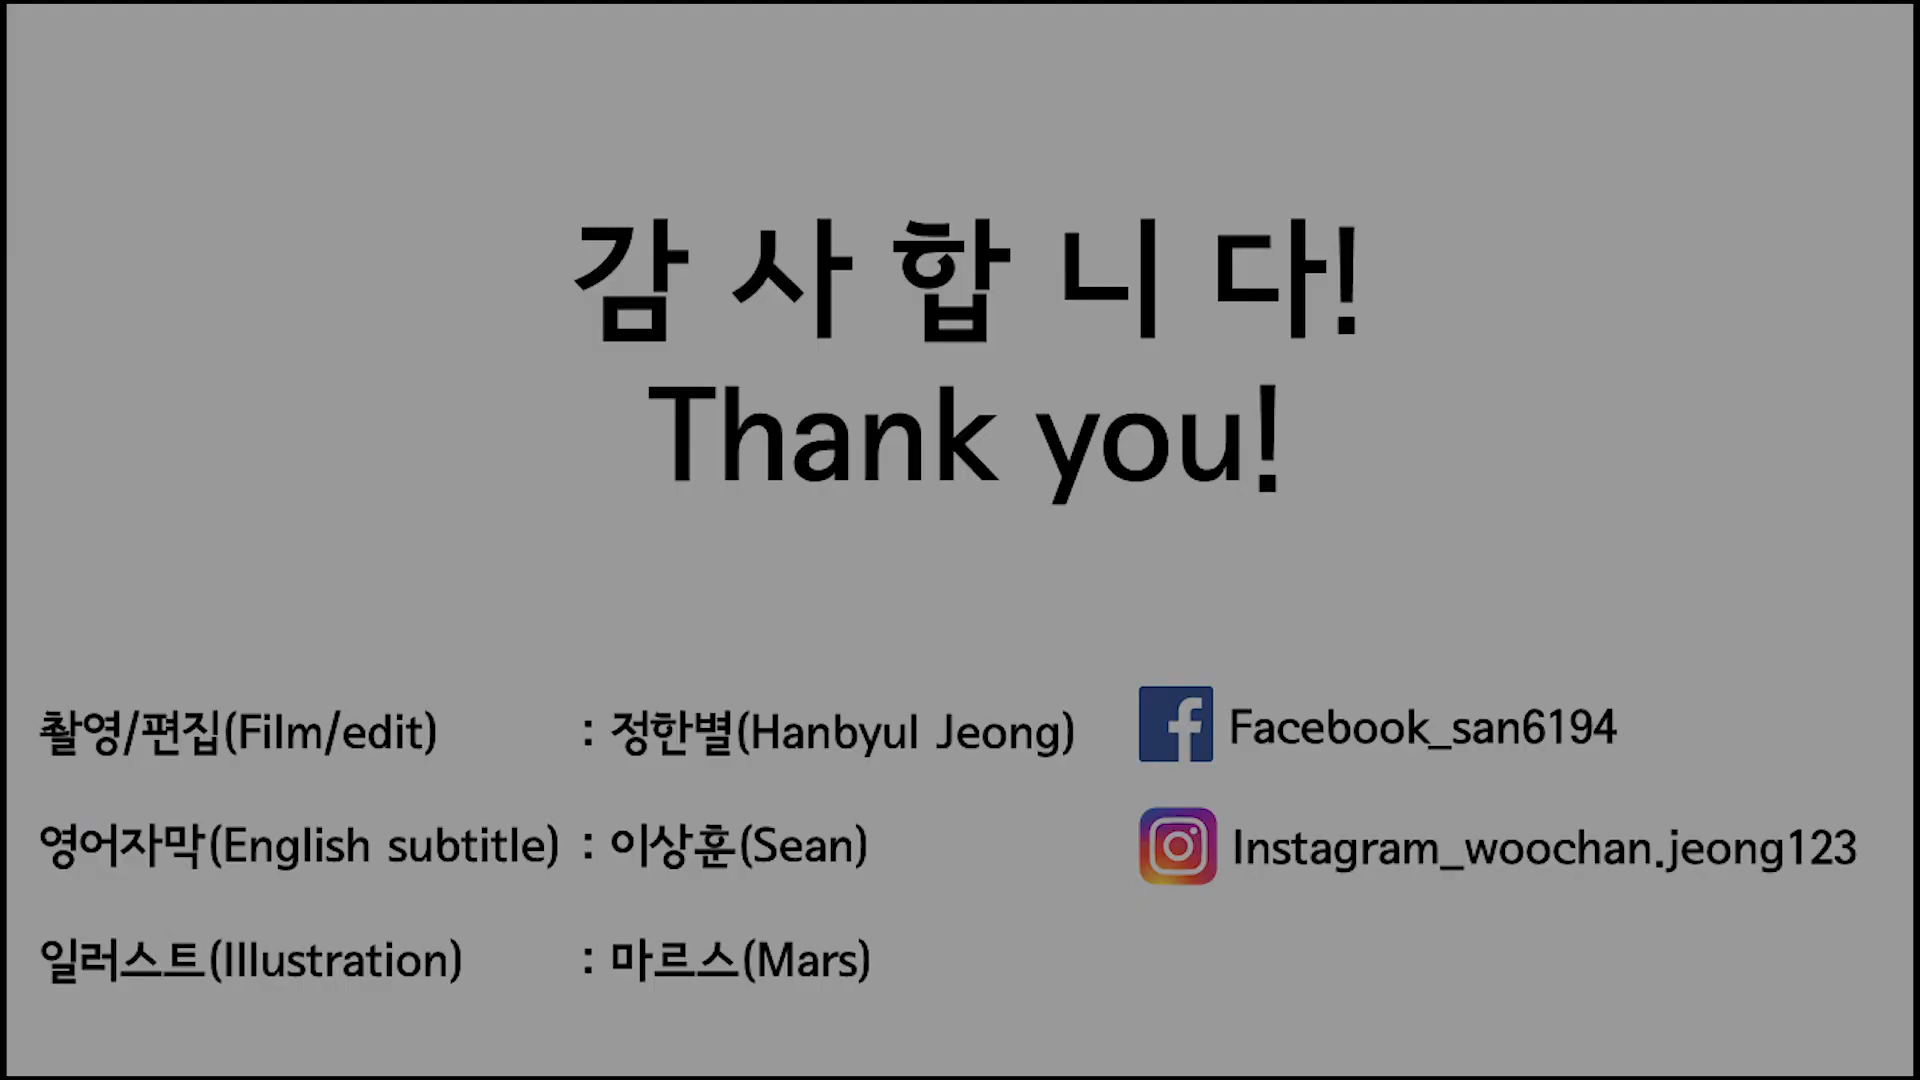 감 사 합 니 다!
Thank you!
촬영/편집(Film/edit) : 정한별(Hanbyul Jeong)
영어자막(English subtitle) : 이상훈(Sean)
일러스트(Illustration) : 마르스(Mars)
Facebook_san6194
Instagram_woochan.jeong123